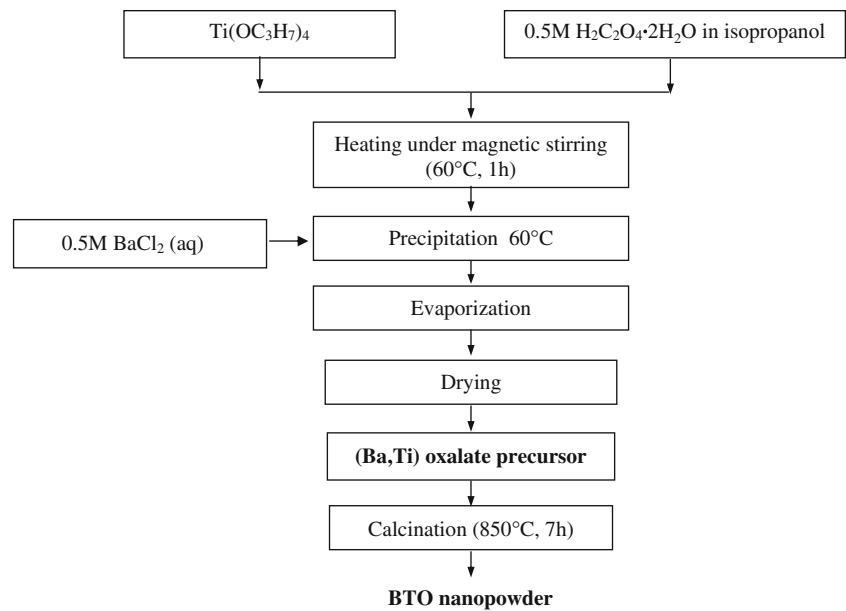 Ti(OC₃H₇)₄
0.5M H₂C₂O₄•2H₂O in isopropanol
Heating under magnetic stirring
(60°C, 1h)
0.5M BaCl₂ (aq)
Precipitation 60°C
Evaporization
Drying
(Ba,Ti) oxalate precursor
Calcination (850°C, 7h)
BTO nanopowder